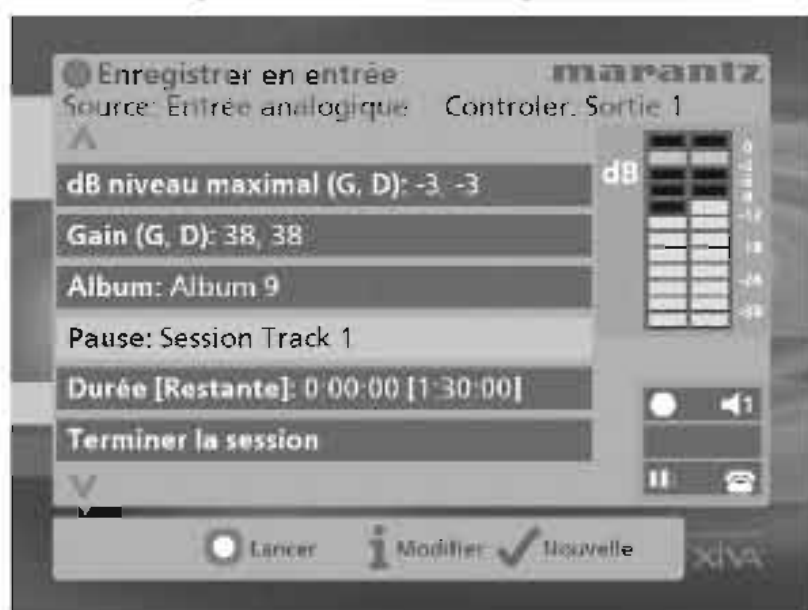 Enregistrer en entrée
marantz
Source: Entrée analogique Controler: Sortie 1
dB niveau maximal (G, D): -3, -3
dB
Gain (G, D): 38, 38
Album: Album 9
Pause: Session Track 1
Durée [Restante]: 0:00:00 [1:30:00]
1
Terminer la session
Lancer
Modifier
Nouvelle
XiVA